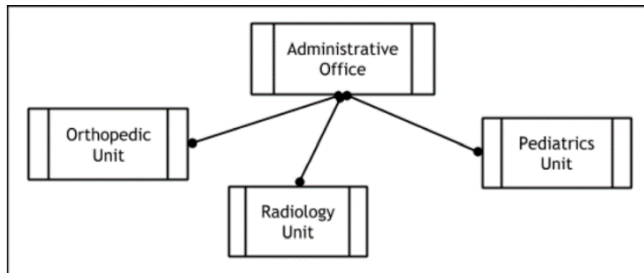 Administrative
Office
Orthopedic
Unit
Pediatrics
Unit
Radiology
Unit